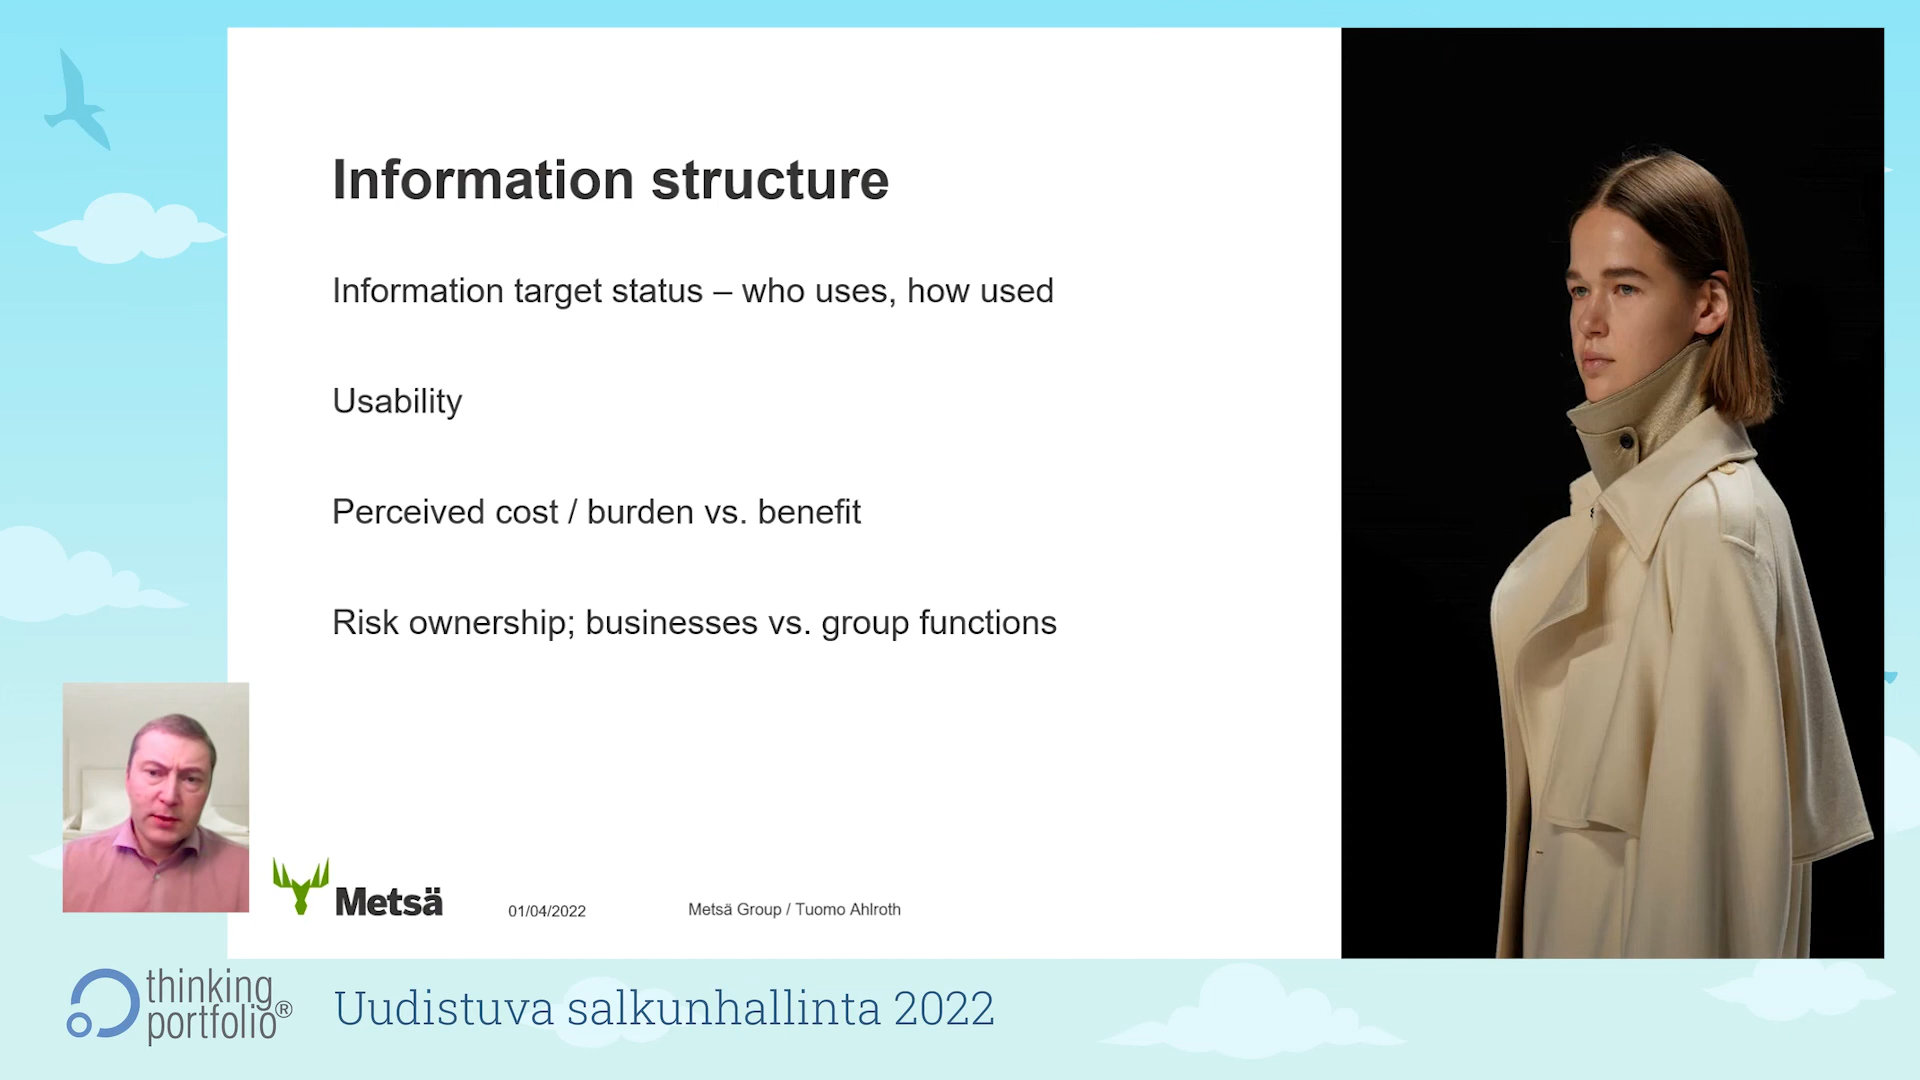 Information structure
Information target status – who uses, how used
Usability
Perceived cost / burden vs. benefit
Risk ownership; businesses vs. group functions
Metsä
01/04/2022
Metsä Group / Tuomo Ahlroth
thinking
portfolio®
Uudistuva salkunhallinta 2022